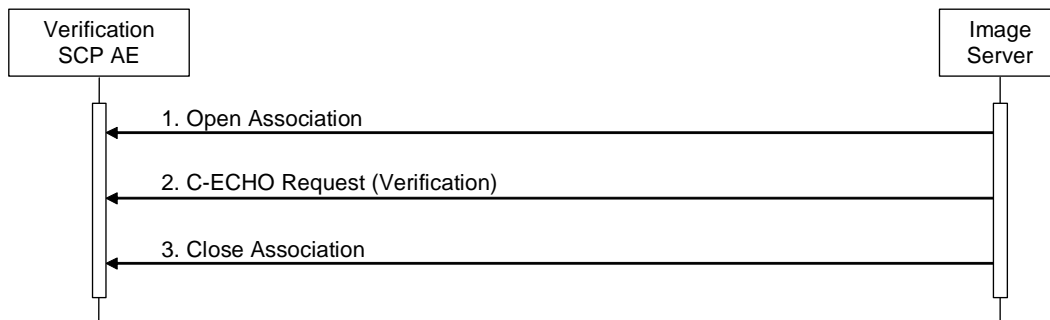 Verification
SCP AE
Image
Server
1. Open Association
2. C-ECHO Request (Verification)
3. Close Association